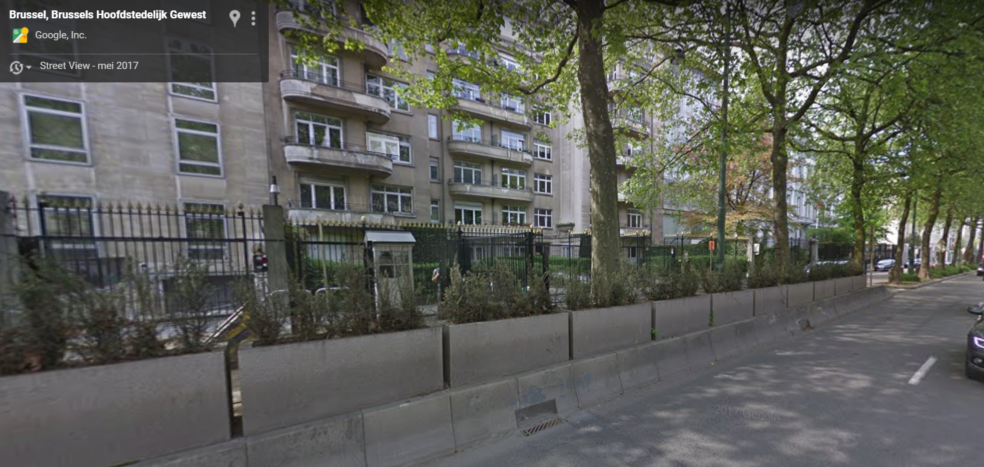 Brussel, Brussels Hoofdstedelijk Gewest
Google, Inc.
Street View - mei 2017